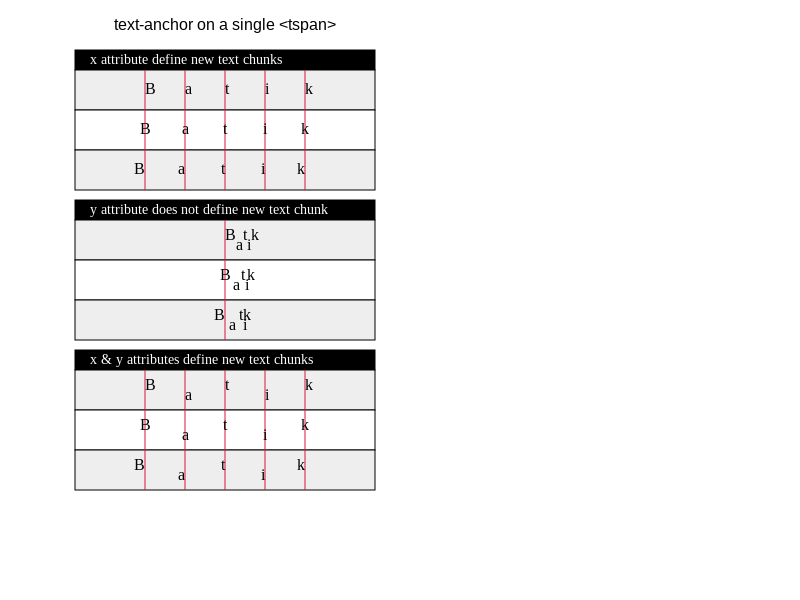 text-anchor on a single <tspan>
x attribute define new text chunks
B a t i k
B a t i k
B a t i k
y attribute does not define new text chunk
B a t i k
B a t i k
B a t i k
x & y attributes define new text chunks
B a t i k
B a t i k
B a t i k